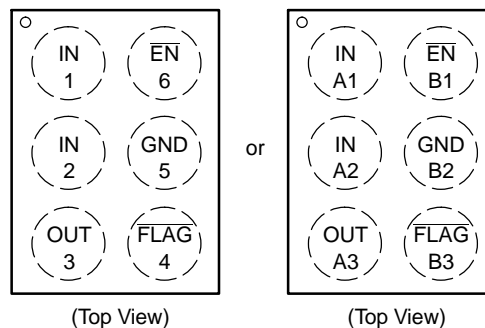 IN
1
EN
6
IN
A1
EN
B1
IN
2
GND
5
or
IN
A2
GND
B2
OUT
3
FLAG
4
OUT
A3
FLAG
B3
(Top View)
(Top View)